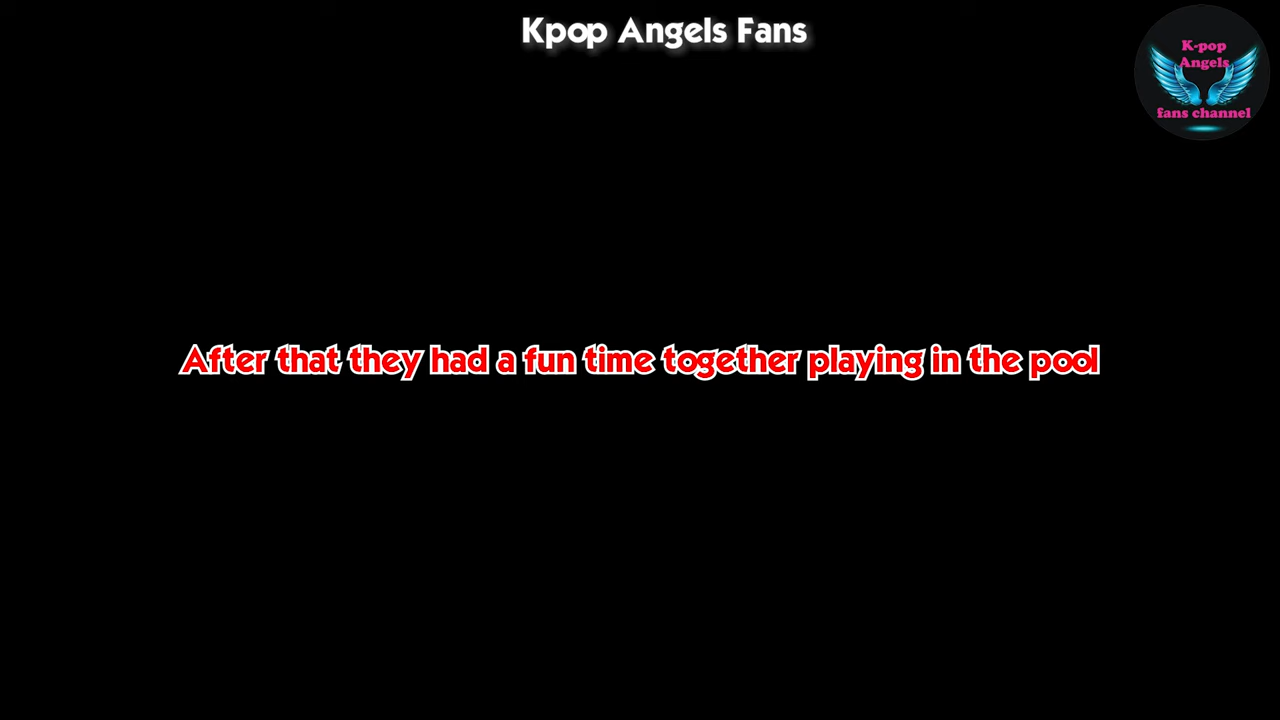 Kpop Angels Fans
K-pop
Angels
fans channel
After that they had a fun time together playing in the pool